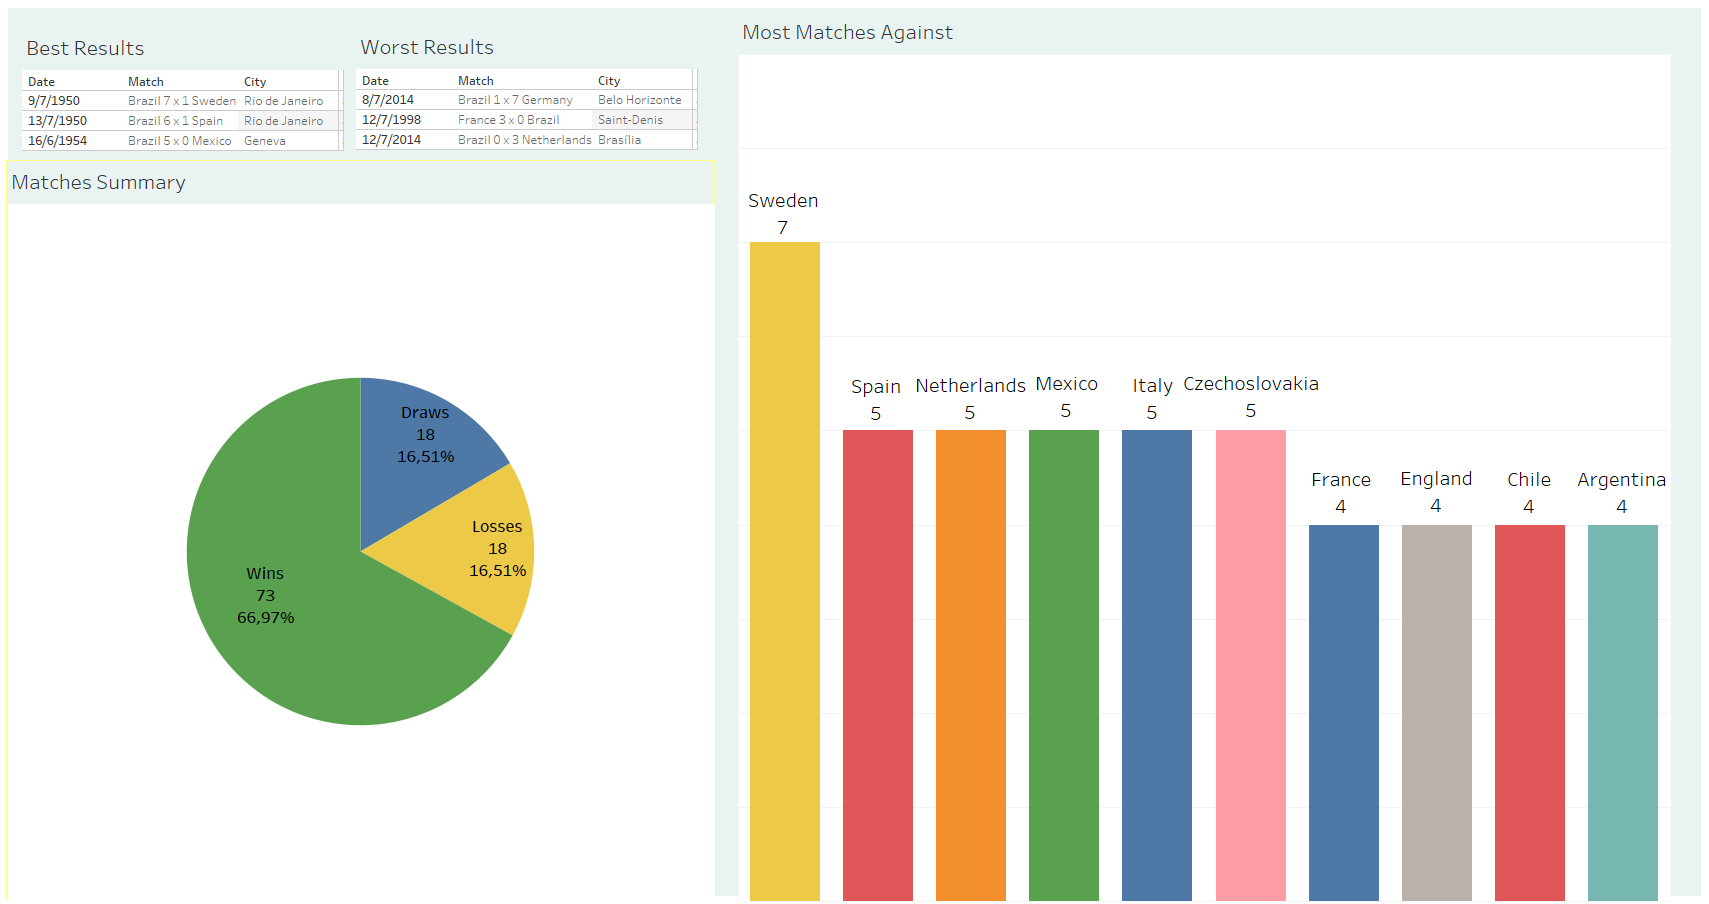 Best Results
Date Match City
9/7/1950 Brazil 7 x 1 Sweden Rio de Janeiro
13/7/1950 Brazil 6 x 1 Spain Rio de Janeiro
16/6/1954 Brazil 5 x 0 Mexico Geneva
Worst Results
Date Match City
8/7/2014 Brazil 1 x 7 Germany Belo Horizonte
12/7/1998 France 3 x 0 Brazil Saint-Denis
12/7/2014 Brazil 0 x 3 Netherlands Brasília
Matches Summary
Draws
18
16,51%
Losses
18
16,51%
Wins
73
66,97%
Most Matches Against
Sweden
7
Spain
5
Netherlands
5
Mexico
5
Italy
5
Czechoslovakia
5
France
4
England
4
Chile
4
Argentina
4